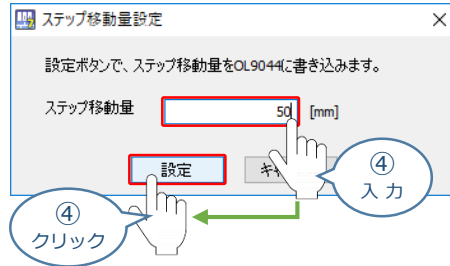 ステップ移動量設定
設定ボタンで、ステップ移動量をOL9044に書き込みます。
ステップ移動量 50 [mm]
設定
④
入力
④
クリック